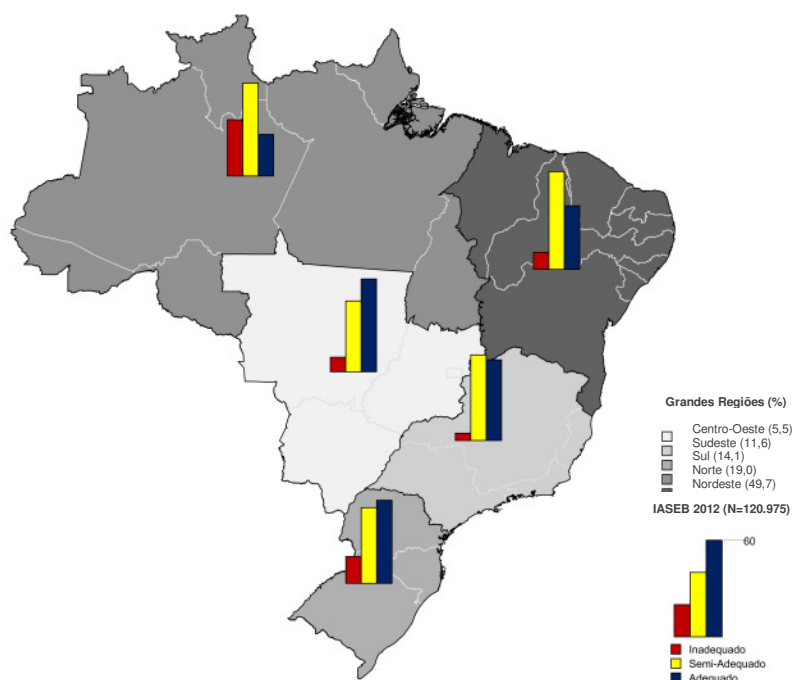 Grandes Regiões (%)
Centro-Oeste (5,5)
Sudeste (11,6)
Sul (14,1)
Norte (19,0)
Nordeste (49,7)
IASEB 2012 (N=120.975)
60
Inadequado
Semi-Adequado
Adequado